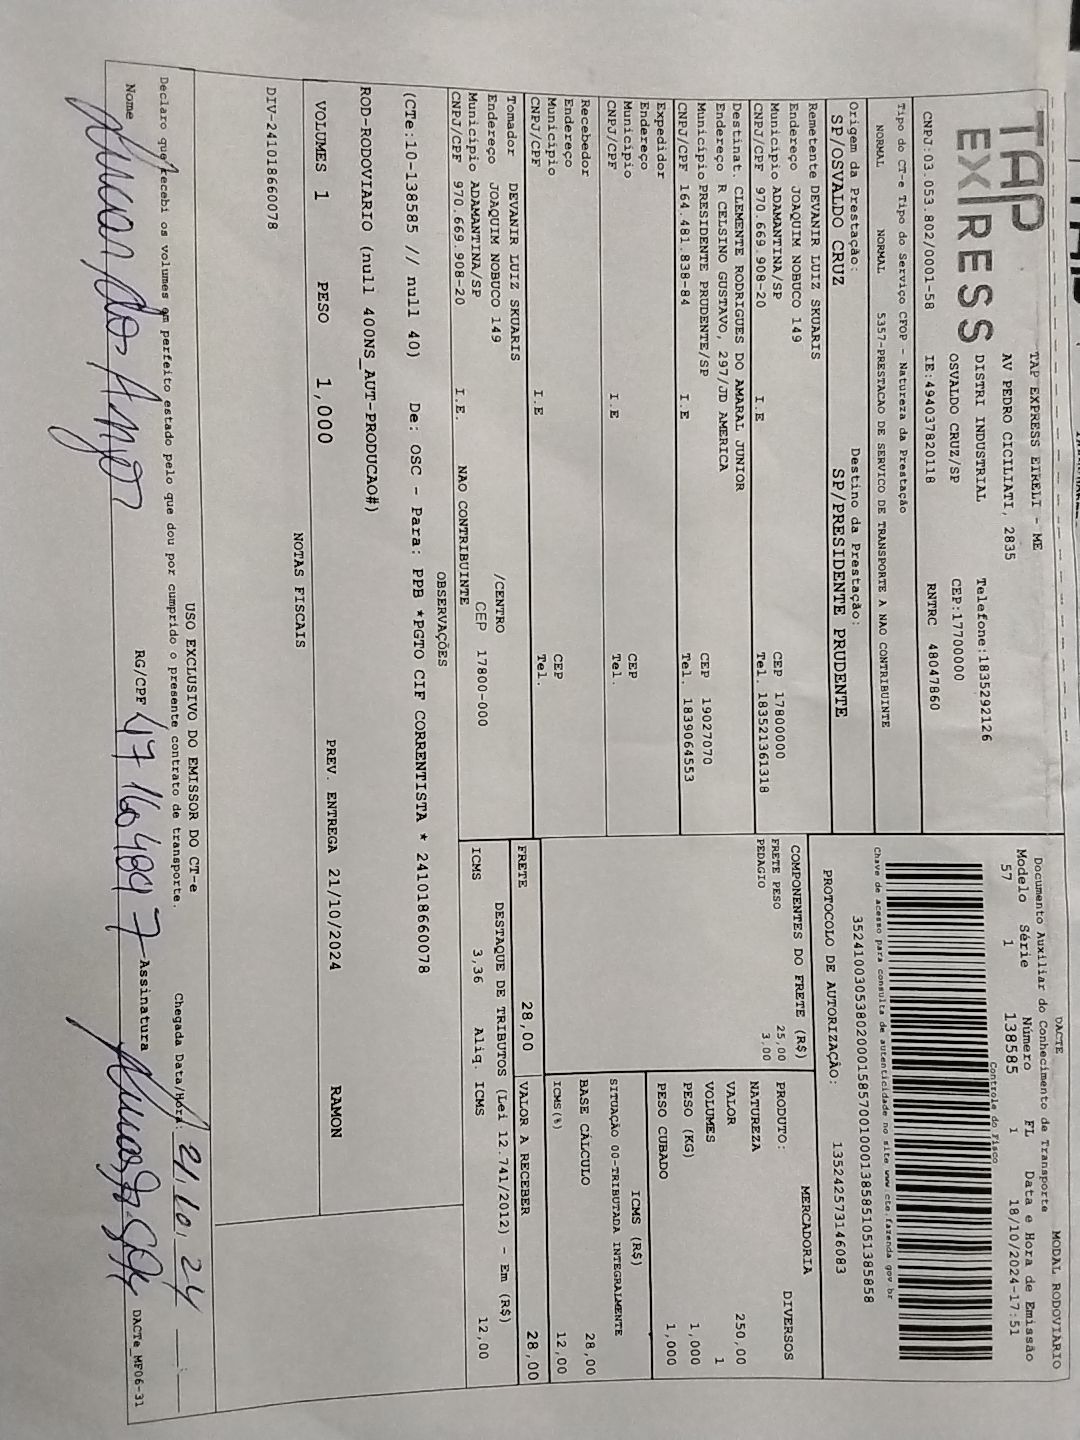 TAP
EXPRESS
TAP EXPRESS EIRELI - ME
AV PEDRO CICILIATI, 2835
DISTRI INDUSTRIAL Telefone:1835292126
OSVALDO CRUZ/SP CEP:17700000
CNPJ:03.053.802/0001-58 IE:494037820118 RNTRC 48047860
Tipo do CT-e Tipo do Serviço CFOP - Natureza da Prestação
NORMAL NORMAL 5357-PRESTACAO DE SERVICO DE TRANSPORTE A NAO CONTRIBUINTE
Origem da Prestação: Destino da Prestação:
SP/OSVALDO CRUZ SP/PRESIDENTE PRUDENTE
Remetente DEVANIR LUIZ SKUARIS
Endereço JOAQUIM NOBUCO 149
Municipio ADAMANTINA/SP CEP 17800000
CNPJ/CPF 970.669.908-20 I.E Tel. 183521361318
Destinat. CLEMENTE RODRIGUES DO AMARAL JUNIOR
Endereço R CELSINO GUSTAVO, 297/JD AMERICA
Municipio PRESIDENTE PRUDENTE/SP CEP 19027070
CNPJ/CPF 164.481.838-84 I.E Tel. 1839064553
Expedidor
Endereço
Municipio CEP
CNPJ/CPF I.E Tel.
Recebedor
Endereço
Municipio CEP
CNPJ/CPF I.E Tel.
Tomador DEVANIR LUIZ SKUARIS
Endereço JOAQUIM NOBUCO 149 /CENTRO
Municipio ADAMANTINA/SP CEP 17800-000
CNPJ/CPF 970.669.908-20 I.E. NAO CONTRIBUINTE
DACTE MODAL RODOVIÁRIO
Documento Auxiliar do Conhecimento de Transporte
Modelo Série Número FL Data e Hora de Emissão
57 1 138585 1 18/10/2024-17:51
Controle do Fisco
Chave de acesso para consulta de autenticidade no site www.cte.fazenda.gov.br
35241003053802000158570010001385851051385858
PROTOCOLO DE AUTORIZAÇÃO: 135242573146083
COMPONENTES DO FRETE (R$)
FRETE PESO 25,00
PEDAGIO 3,00
MERCADORIA
PRODUTO: DIVERSOS
NATUREZA
VALOR 250,00
VOLUMES 1
PESO (KG) 1,000
PESO CUBADO 1,000
ICMS (R$)
SITUAÇÃO 00-TRIBUTADA INTEGRALMENTE
BASE CÁLCULO 28,00
ICMS(%) 12,00
FRETE 28,00 VALOR A RECEBER 28,00
DESTAQUE DE TRIBUTOS (Lei 12.741/2012) - Em (R$)
ICMS 3,36 Aliq. ICMS 12,00
OBSERVAÇÕES
(CTe:10-138585 // null 40) De: OSC - Para: PPB *PGTO CIF CORRENTISTA * 24101866078
ROD-RODOVIARIO (null 400NS_AUT-PRODUCAO#)
VOLUMES 1 PESO 1,000 PREV. ENTREGA 21/10/2024 RAMON
NOTAS FISCAIS
DIV-241018660078
USO EXCLUSIVO DO EMISSOR DO CT-e
Declaro que recebi os volumes em perfeito estado pelo que dou por cumprido o presente contrato de transporte. Chegada Data/Hora 21,10,24 :
Nome RG/CPF Assinatura DACTe_MF06-31